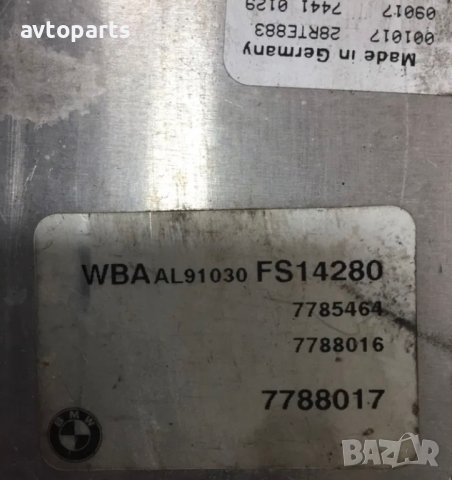 avtoparts
Made in Germany
001017 28RTE883
09017 7441 0129
WBA AL91030 FS14280
7785464
7788016
7788017
BMW
BAZAR